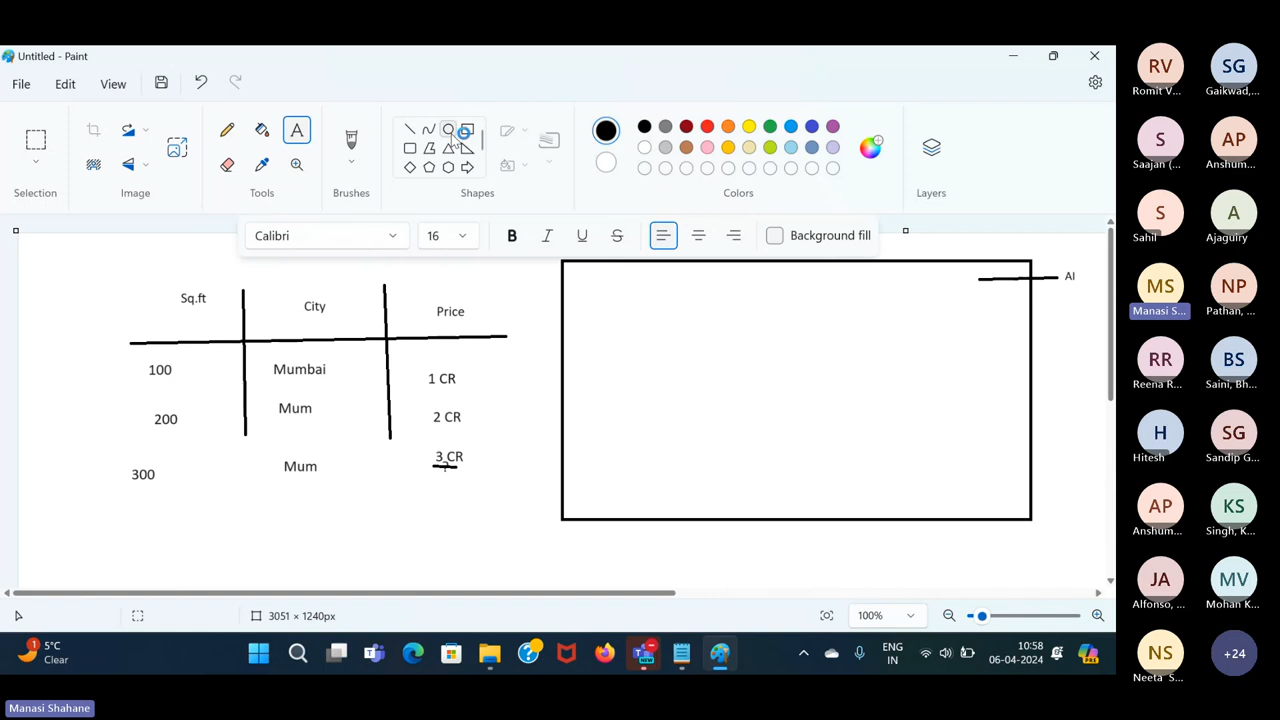 Untitled - Paint
File Edit View
Selection Image Tools Brushes Shapes Colors Layers
Calibri 16 B I U S Background fill
Sq.ft City Price
100 Mumbai 1 CR
200 Mum 2 CR
300 Mum 3 CR
AI
3051 × 1240px 100%
1
5°C
Clear
NEW
ENG
IN
10:58
06-04-2024
PRE
RV SG
Romit V... Gaikwad,...
S AP
Saajan (... Anshum...
S A
Sahil Ajaguiry
MS NP
Manasi S... Pathan, ...
RR BS
Reena R... Saini, Bh...
H SG
Hitesh Sandip G...
AP KS
Anshum... Singh, K...
JA MV
Alfonso, ... Mohan K...
NS +24
Neeta S...
Manasi Shahane